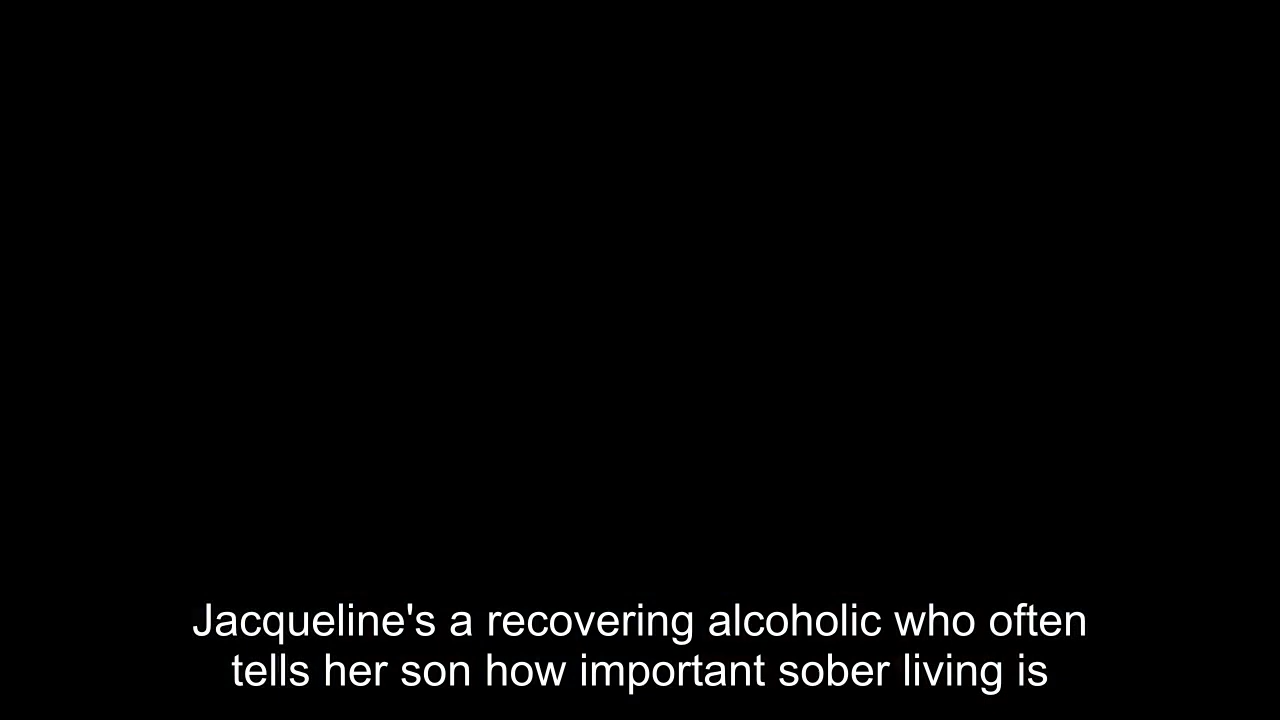 Jacqueline's a recovering alcoholic who often
tells her son how important sober living is